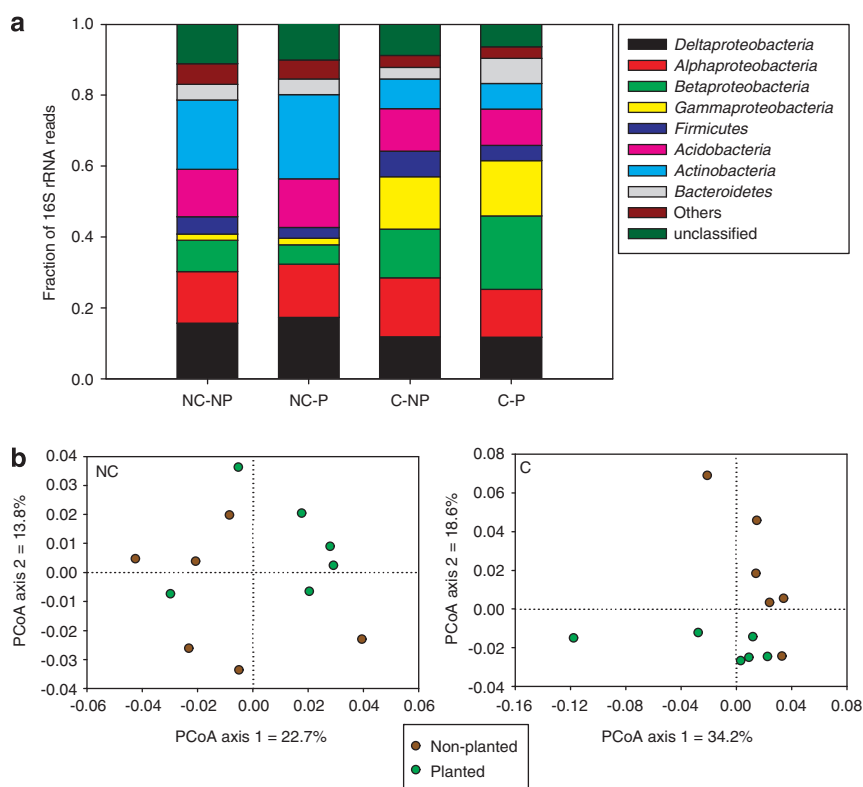 a
Fraction of 16S rRNA reads
1.0
0.8
0.6
0.4
0.2
0.0
NC-NP
NC-P
C-NP
C-P
Deltaproteobacteria
Alphaproteobacteria
Betaproteobacteria
Gammaproteobacteria
Firmicutes
Acidobacteria
Actinobacteria
Bacteroidetes
Others
unclassified
b
NC
PCoA axis 2 = 13.8%
0.04
0.03
0.02
0.01
0.00
-0.01
-0.02
-0.03
-0.04
-0.06 -0.04 -0.02 0.00 0.02 0.04 0.06
PCoA axis 1 = 22.7%
C
PCoA axis 2 = 18.6%
0.08
0.06
0.04
0.02
0.00
-0.02
-0.04
-0.16 -0.12 -0.08 -0.04 0.00 0.04 0.08
PCoA axis 1 = 34.2%
Non-planted
Planted